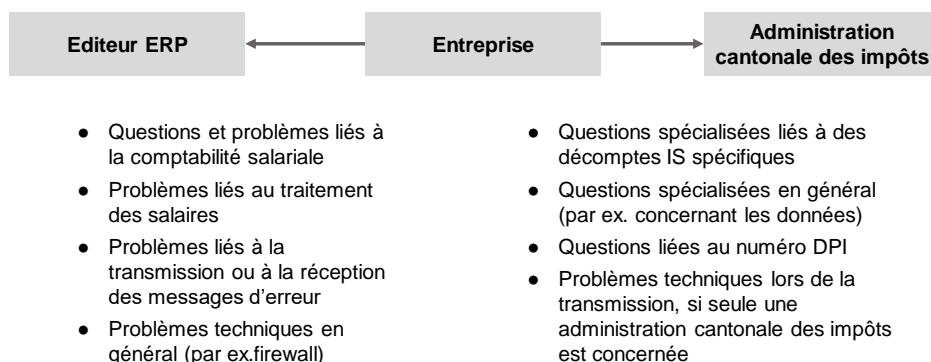 Editeur ERP
Entreprise
Administration
cantonale des impôts
● Questions et problèmes liés à
la comptabilité salariale
● Problèmes liés au traitement
des salaires
● Problèmes liés à la
transmission ou à la réception
des messages d'erreur
● Problèmes techniques en
général (par ex.firewall)
● Questions spécialisées liés à des
décomptes IS spécifiques
● Questions spécialisées en général
(par ex. concernant les données)
● Questions liées au numéro DPI
● Problèmes techniques lors de la
transmission, si seule une
administration cantonale des impôts
est concernée